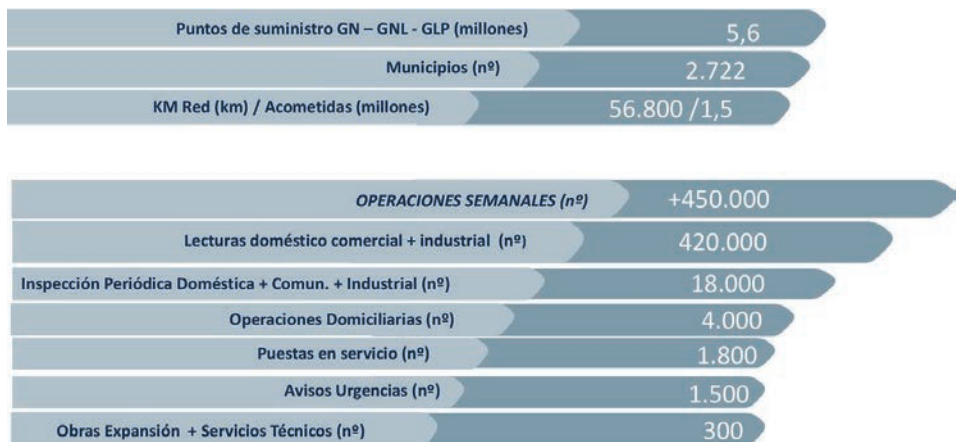 Puntos de suministro GN – GNL - GLP (millones) 5,6
Municipios (nº) 2.722
KM Red (km) / Acometidas (millones) 56.800 /1,5
OPERACIONES SEMANALES (nº) +450.000
Lecturas doméstico comercial + industrial (nº) 420.000
Inspección Periódica Doméstica + Comun. + Industrial (nº) 18.000
Operaciones Domiciliarias (nº) 4.000
Puestas en servicio (nº) 1.800
Avisos Urgencias (nº) 1.500
Obras Expansión + Servicios Técnicos (nº) 300